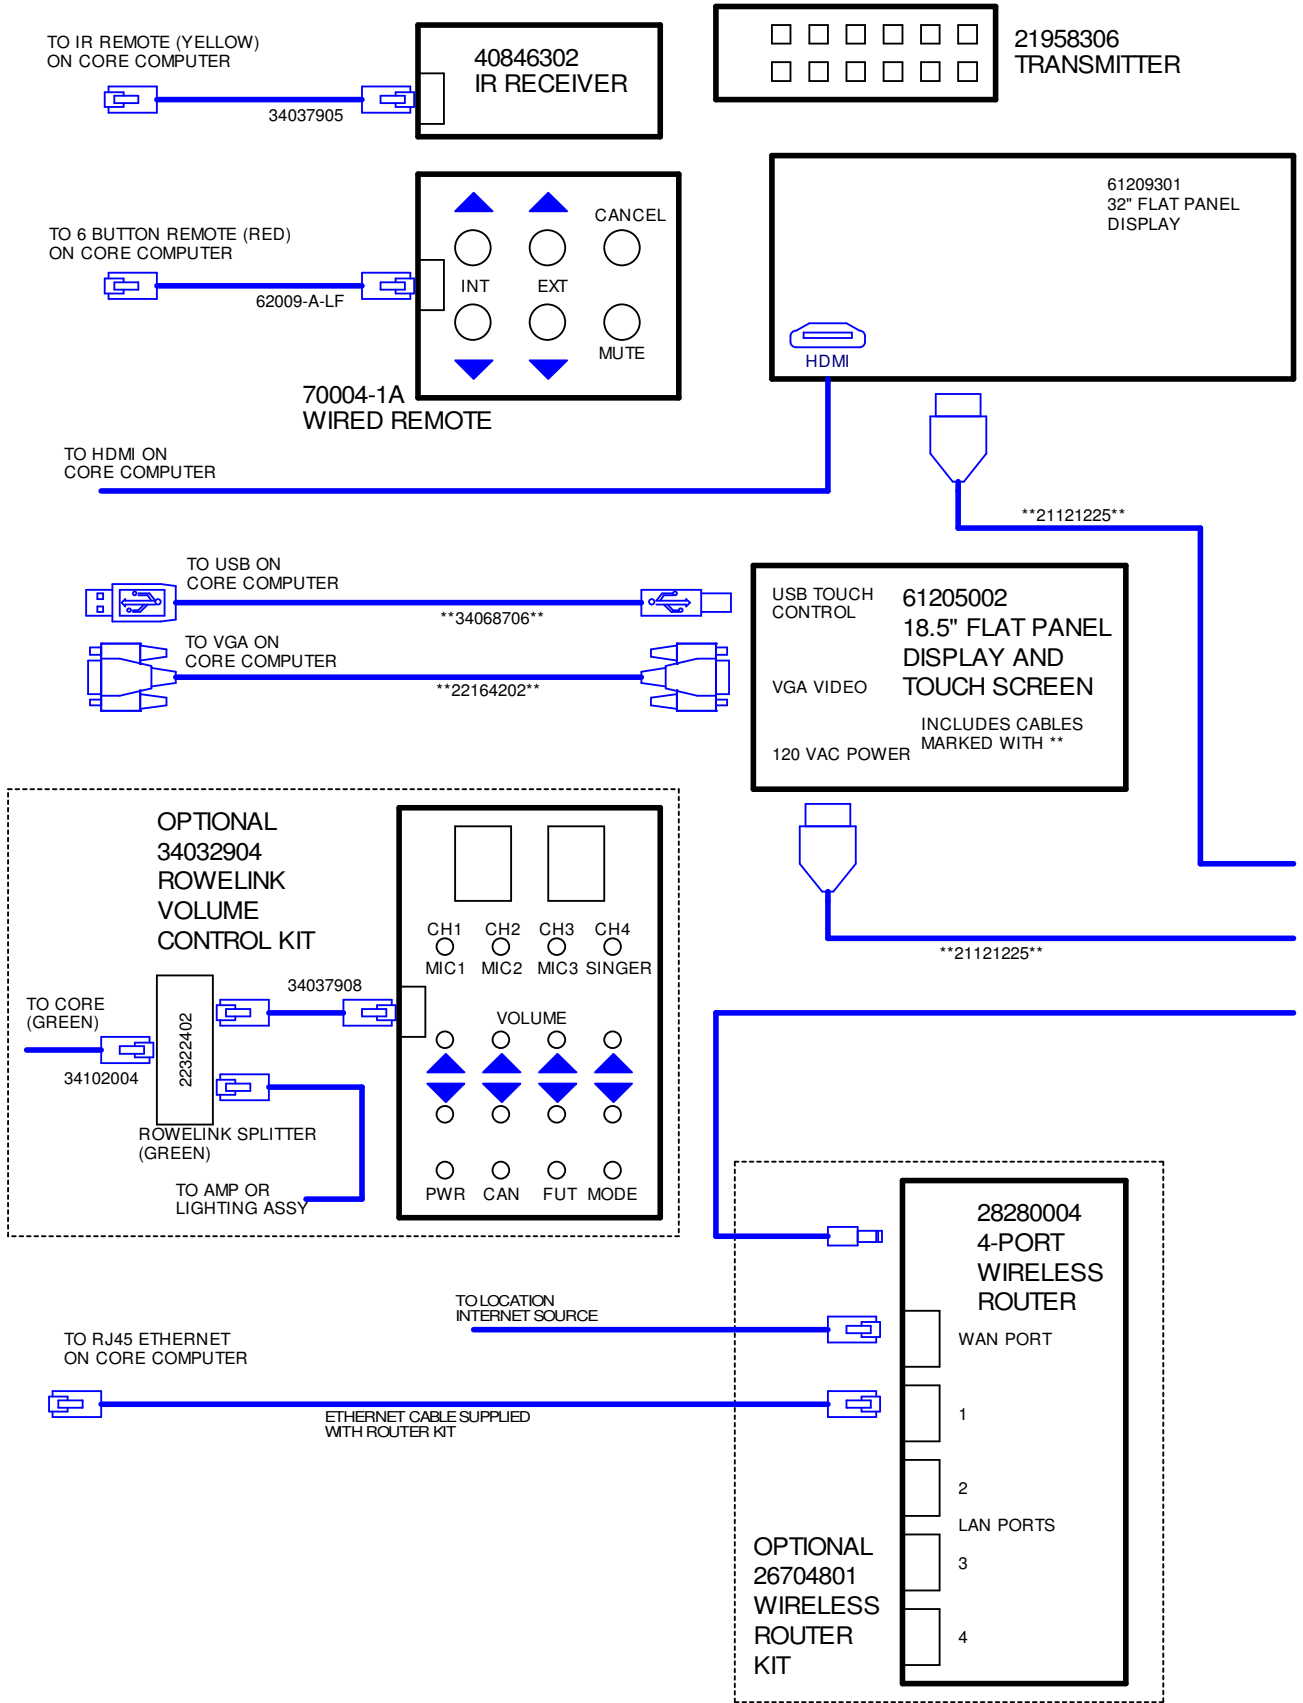 TO IR REMOTE (YELLOW)
ON CORE COMPUTER
34037905
40846302
IR RECEIVER
21958306
TRANSMITTER
TO 6 BUTTON REMOTE (RED)
ON CORE COMPUTER
62009-A-LF
CANCEL
INT
EXT
MUTE
70004-1A
WIRED REMOTE
61209301
32" FLAT PANEL
DISPLAY
HDMI
TO HDMI ON
CORE COMPUTER
**21121225**
TO USB ON
CORE COMPUTER
**34068706**
TO VGA ON
CORE COMPUTER
**22164202**
USB TOUCH
CONTROL
VGA VIDEO
120 VAC POWER
61205002
18.5" FLAT PANEL
DISPLAY AND
TOUCH SCREEN
INCLUDES CABLES
MARKED WITH **
**21121225**
OPTIONAL
34032904
ROWELINK
VOLUME
CONTROL KIT
CH1 CH2 CH3 CH4
MIC1 MIC2 MIC3 SINGER
34037908
VOLUME
TO CORE
(GREEN)
34102004
22322402
ROWELINK SPLITTER
(GREEN)
TO AMP OR
LIGHTING ASSY
PWR CAN FUT MODE
28280004
4-PORT
WIRELESS
ROUTER
TO LOCATION
INTERNET SOURCE
WAN PORT
TO RJ45 ETHERNET
ON CORE COMPUTER
ETHERNET CABLE SUPPLIED
WITH ROUTER KIT
1
2
LAN PORTS
3
4
OPTIONAL
26704801
WIRELESS
ROUTER
KIT